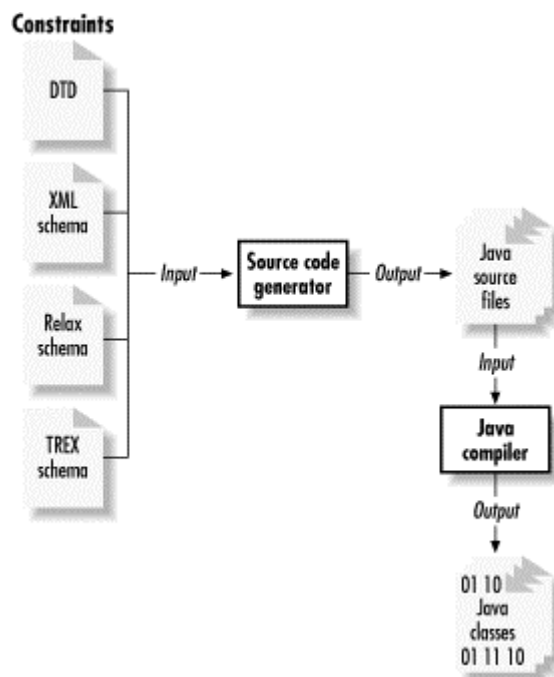 Constraints
DTD
XML
schema
Relax
schema
TREX
schema
Input
Source code
generator
Output
Java
source
files
Input
Java
compiler
Output
01 10
Java
classes
01 11 10